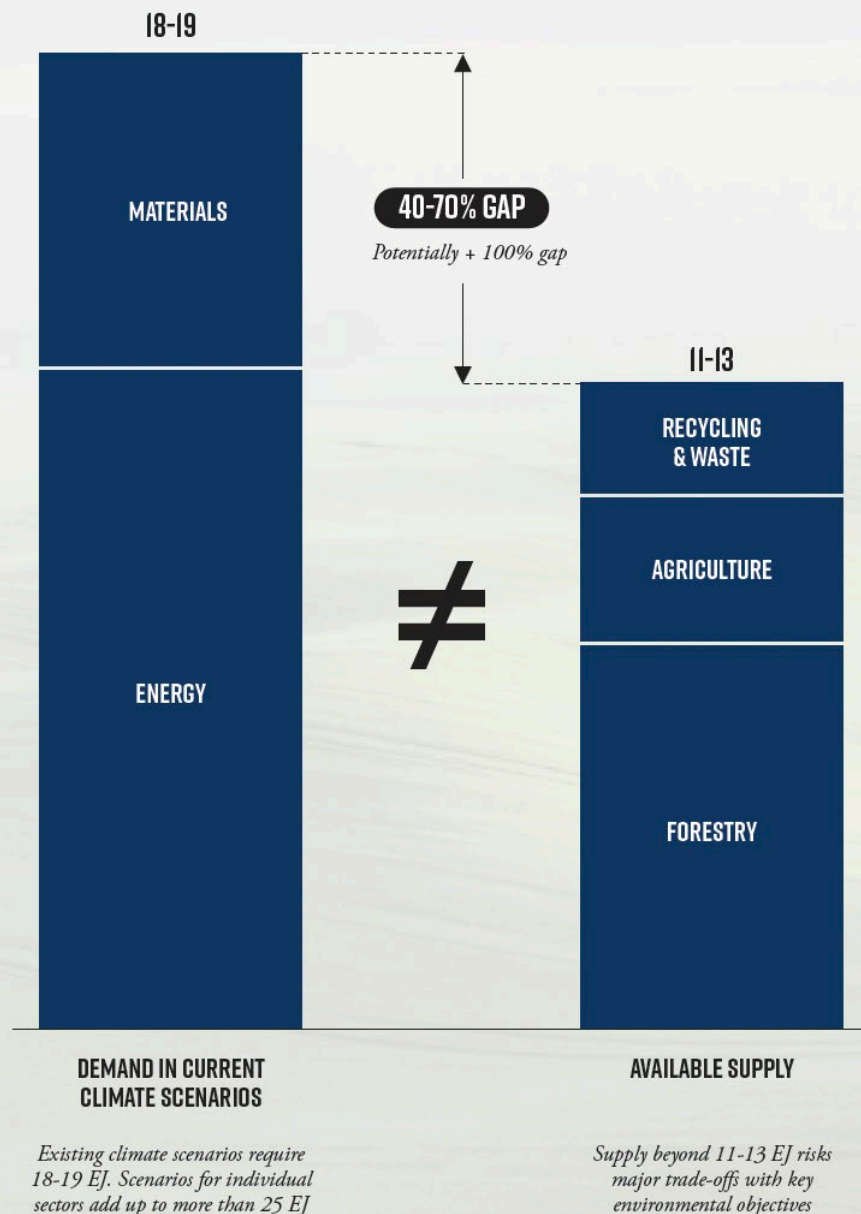 18-19
MATERIALS
40-70% GAP
Potentially + 100% gap
11-13
RECYCLING
& WASTE
AGRICULTURE
≠
ENERGY
FORESTRY
DEMAND IN CURRENT
CLIMATE SCENARIOS
AVAILABLE SUPPLY
Existing climate scenarios require
18-19 EJ. Scenarios for individual
sectors add up to more than 25 EJ
Supply beyond 11-13 EJ risks
major trade-offs with key
environmental objectives